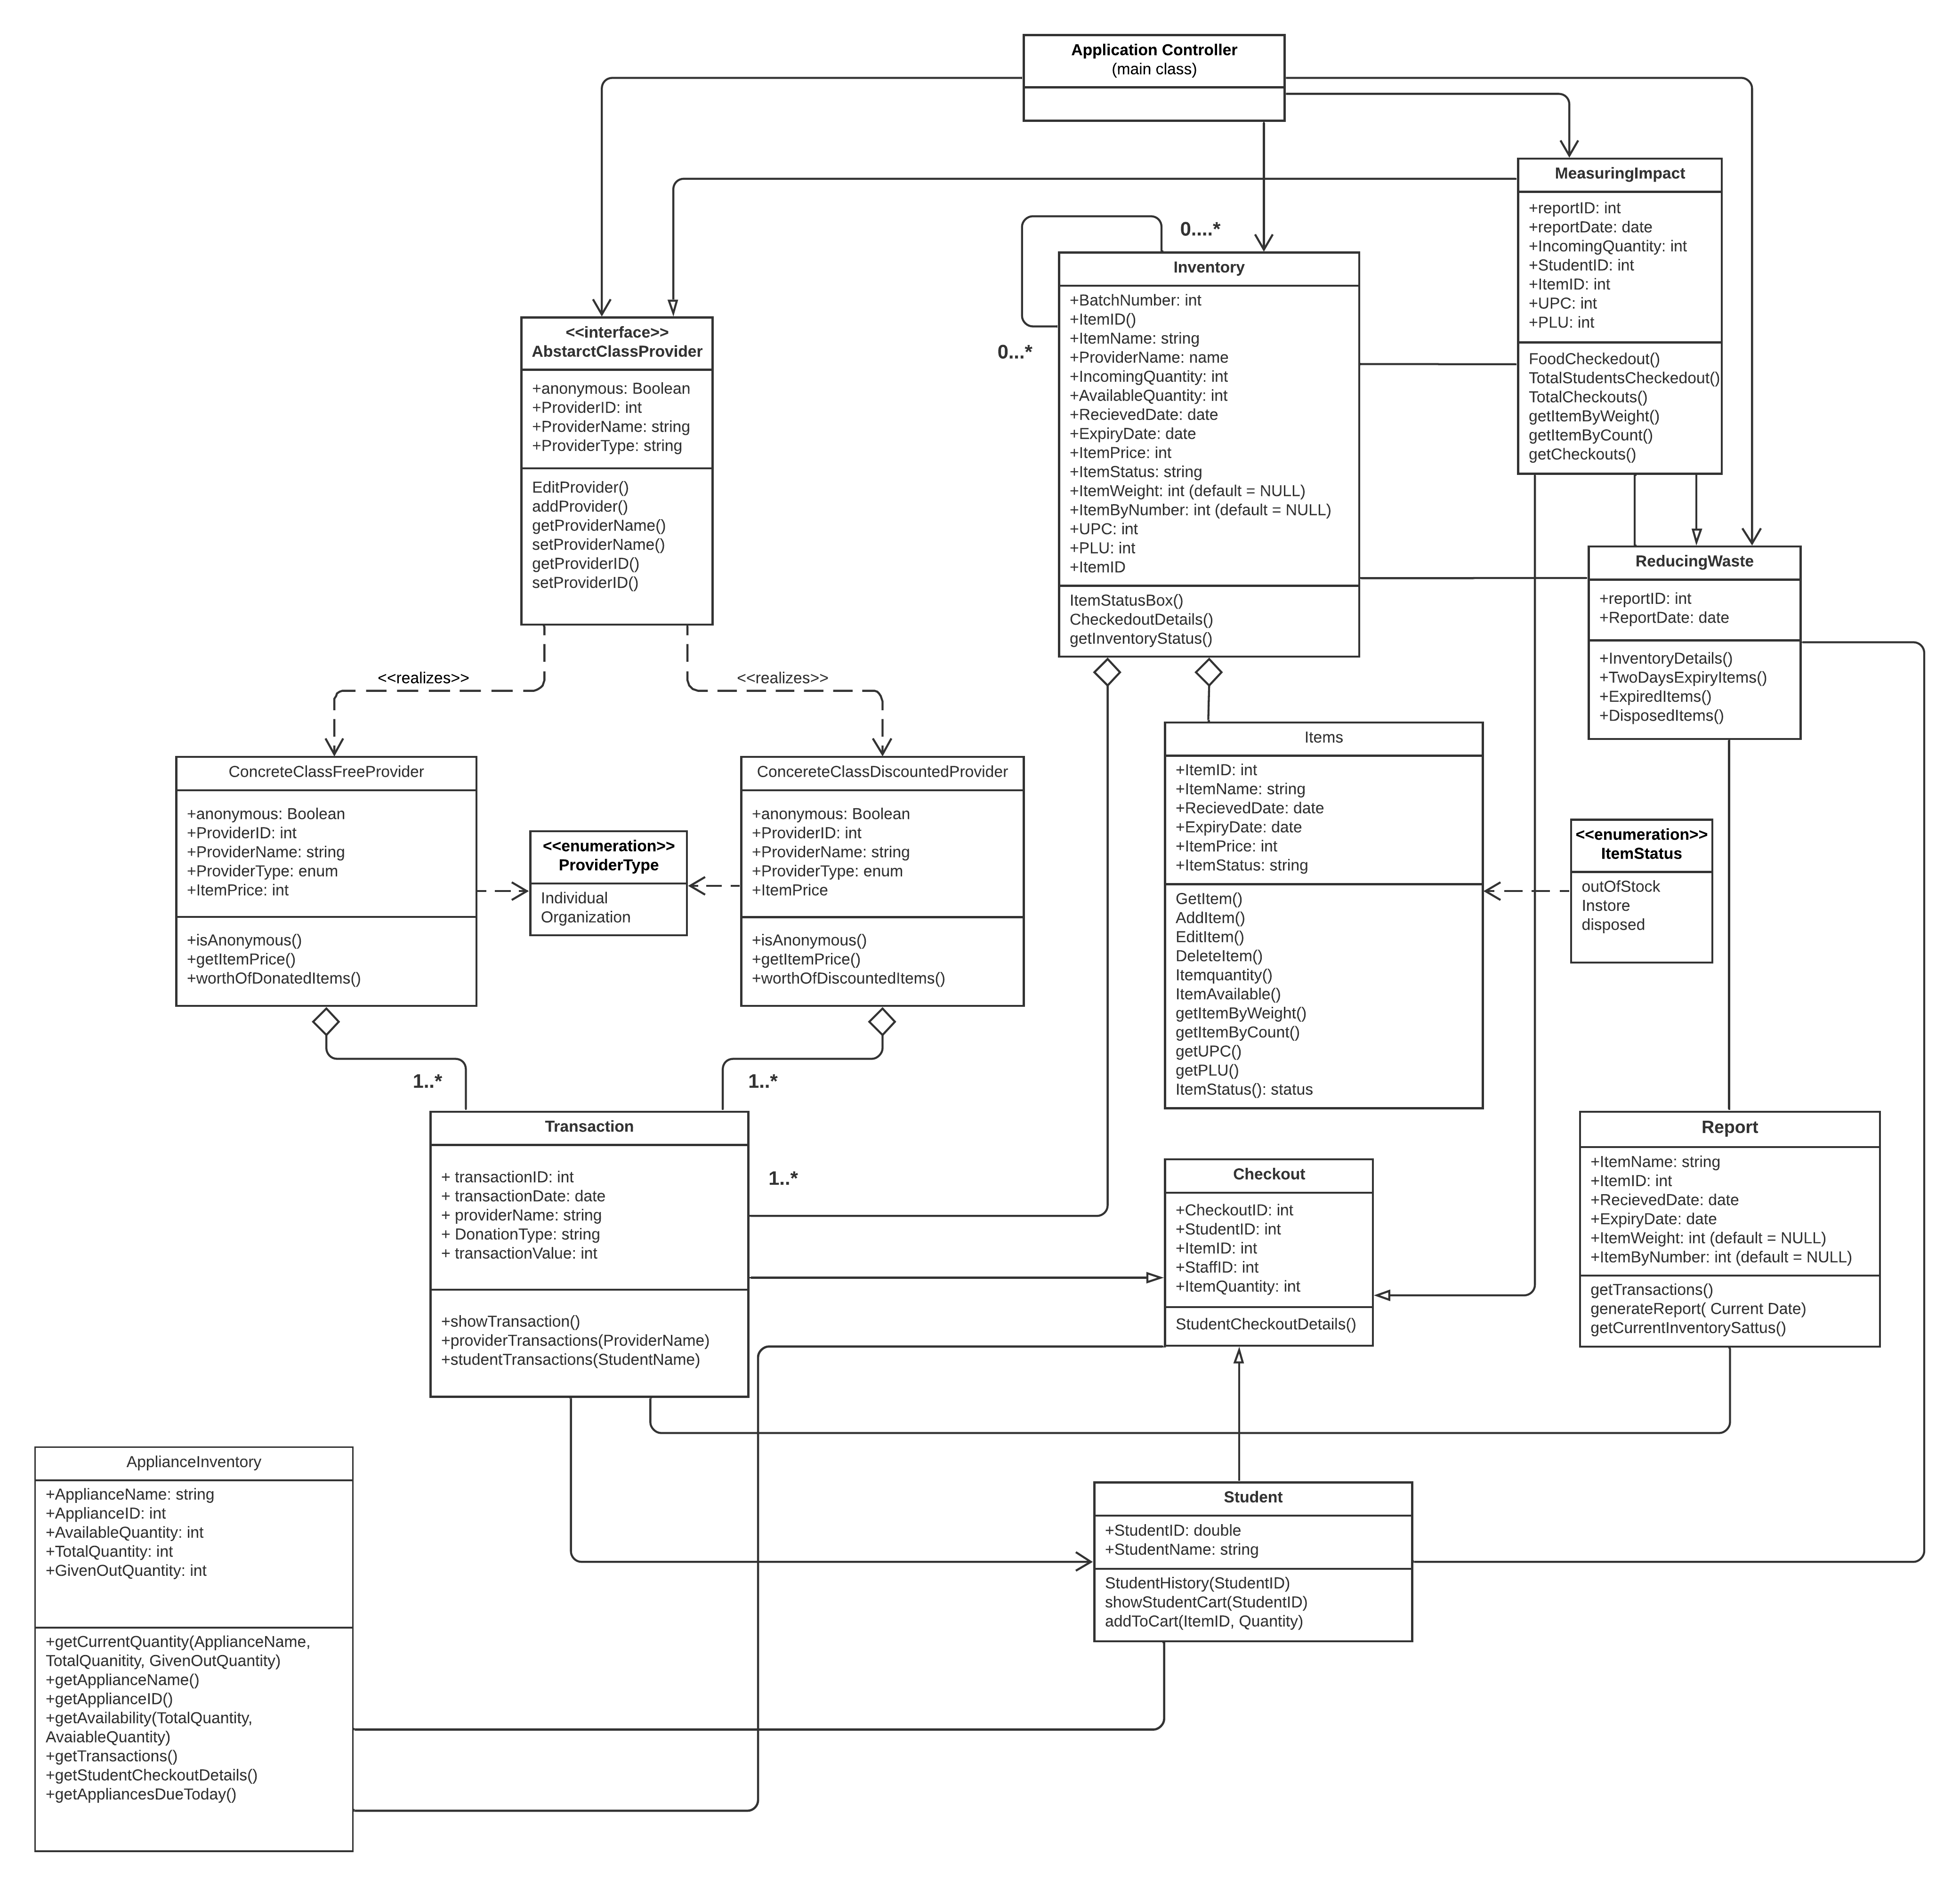 Application Controller
(main class)
MeasuringImpact
+reportID: int
+reportDate: date
+IncomingQuantity: int
+StudentID: int
+ItemID: int
+UPC: int
+PLU: int
FoodCheckedout()
TotalStudentsCheckedout()
TotalCheckouts()
getItemByWeight()
getItemByCount()
getCheckouts()
0....*
0...*
Inventory
+BatchNumber: int
+ItemID()
+ItemName: string
+ProviderName: name
+IncomingQuantity: int
+AvailableQuantity: int
+RecievedDate: date
+ExpiryDate: date
+ItemPrice: int
+ItemStatus: string
+ItemWeight: int (default = NULL)
+ItemByNumber: int (default = NULL)
+UPC: int
+PLU: int
+ItemID
ItemStatusBox()
CheckedoutDetails()
getInventoryStatus()
<<interface>>
AbstarctClassProvider
+anonymous: Boolean
+ProviderID: int
+ProviderName: string
+ProviderType: string
EditProvider()
addProvider()
getProviderName()
setProviderName()
getProviderID()
setProviderID()
ReducingWaste
+reportID: int
+ReportDate: date
+InventoryDetails()
+TwoDaysExpiryItems()
+ExpiredItems()
+DisposedItems()
<<realizes>>
<<realizes>>
ConcreteClassFreeProvider
+anonymous: Boolean
+ProviderID: int
+ProviderName: string
+ProviderType: enum
+ItemPrice: int
+isAnonymous()
+getItemPrice()
+worthOfDonatedItems()
<<enumeration>>
ProviderType
Individual
Organization
ConcereteClassDiscountedProvider
+anonymous: Boolean
+ProviderID: int
+ProviderName: string
+ProviderType: enum
+ItemPrice
+isAnonymous()
+getItemPrice()
+worthOfDiscountedItems()
Items
+ItemID: int
+ItemName: string
+RecievedDate: date
+ExpiryDate: date
+ItemPrice: int
+ItemStatus: string
GetItem()
AddItem()
EditItem()
DeleteItem()
Itemquantity()
ItemAvailable()
getItemByWeight()
getItemByCount()
getUPC()
getPLU()
ItemStatus(): status
<<enumeration>>
ItemStatus
outOfStock
Instore
disposed
1..*
1..*
Transaction
+ transactionID: int
+ transactionDate: date
+ providerName: string
+ DonationType: string
+ transactionValue: int
+showTransaction()
+providerTransactions(ProviderName)
+studentTransactions(StudentName)
1..*
Checkout
+CheckoutID: int
+StudentID: int
+ItemID: int
+StaffID: int
+ItemQuantity: int
StudentCheckoutDetails()
Report
+ItemName: string
+ItemID: int
+RecievedDate: date
+ExpiryDate: date
+ItemWeight: int (default = NULL)
+ItemByNumber: int (default = NULL)
getTransactions()
generateReport( Current Date)
getCurrentInventorySattus()
ApplianceInventory
+ApplianceName: string
+ApplianceID: int
+AvailableQuantity: int
+TotalQuantity: int
+GivenOutQuantity: int
+getCurrentQuantity(ApplianceName,
TotalQuanitity, GivenOutQuantity)
+getApplianceName()
+getApplianceID()
+getAvailability(TotalQuantity,
AvaiableQuantity)
+getTransactions()
+getStudentCheckoutDetails()
+getAppliancesDueToday()
Student
+StudentID: double
+StudentName: string
StudentHistory(StudentID)
showStudentCart(StudentID)
addToCart(ItemID, Quantity)